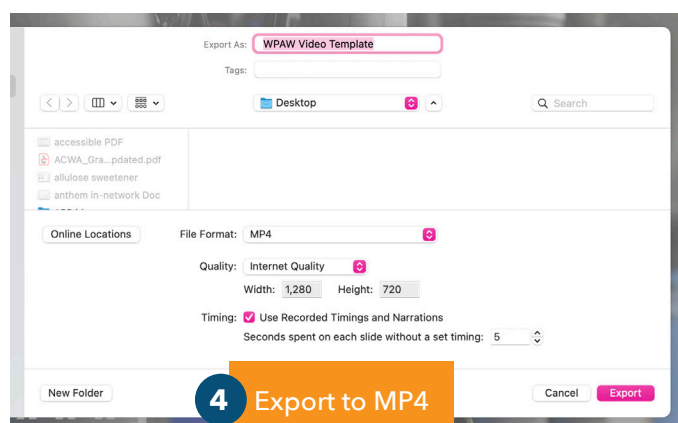 Export As: WPAW Video Template
Tags:
Desktop
Search
accessible PDF
ACWA_Gra...pdated.pdf
allulose sweetener
anthem in-network Doc
Online Locations
File Format: MP4
Quality: Internet Quality
Width: 1,280 Height: 720
Timing: Use Recorded Timings and Narrations
Seconds spent on each slide without a set timing: 5
New Folder
4 Export to MP4
Cancel Export